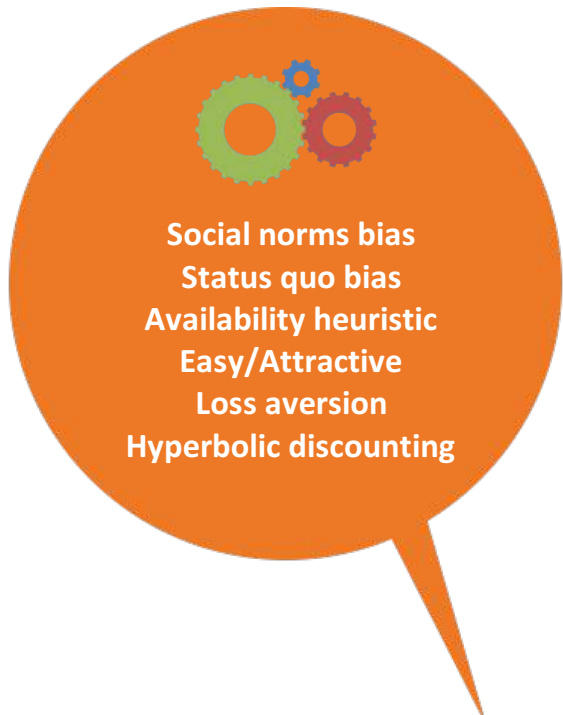 Social norms bias
Status quo bias
Availability heuristic
Easy/Attractive
Loss aversion
Hyperbolic discounting